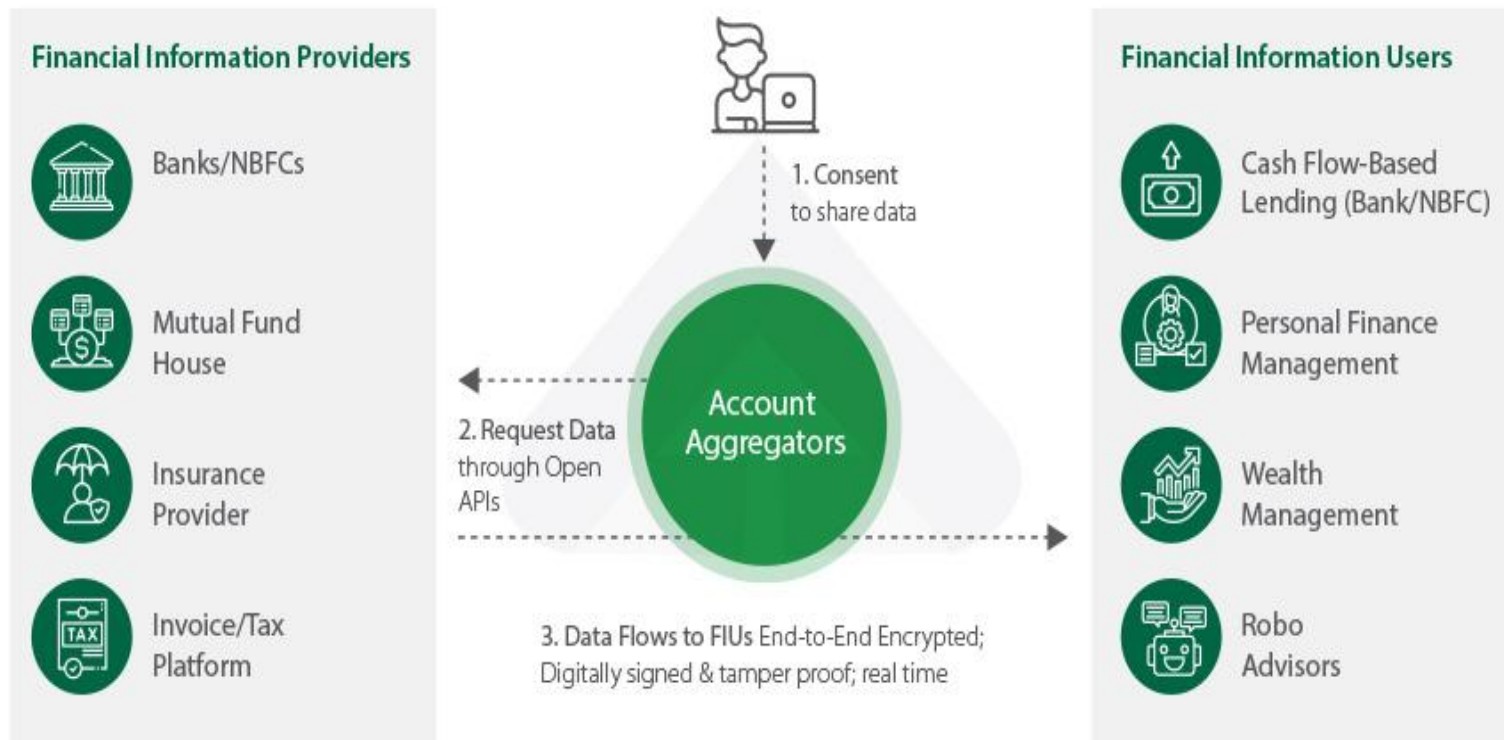 Financial Information Providers
Banks/NBFCs
Mutual Fund
House
Insurance
Provider
TAX
Invoice/Tax
Platform
1. Consent
to share data
Account
Aggregators
2. Request Data
through Open
APIs
3. Data Flows to FIUs End-to-End Encrypted;
Digitally signed & tamper proof; real time
Financial Information Users
Cash Flow-Based
Lending (Bank/NBFC)
Personal Finance
Management
Wealth
Management
Robo
Advisors